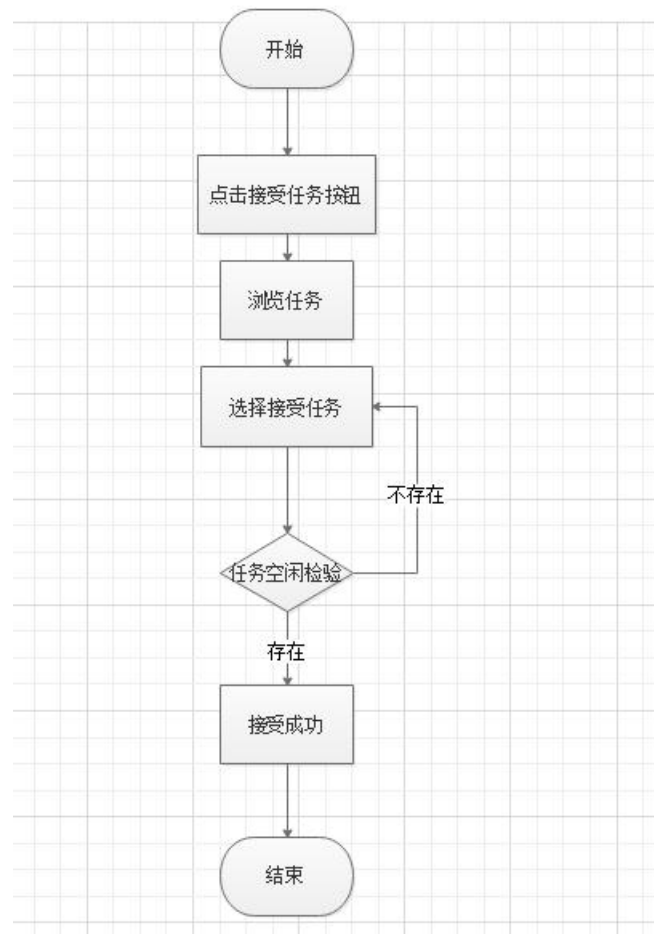 开始
点击接受任务按钮
浏览任务
选择接受任务
不存在
任务空闲检验
存在
接受成功
结束